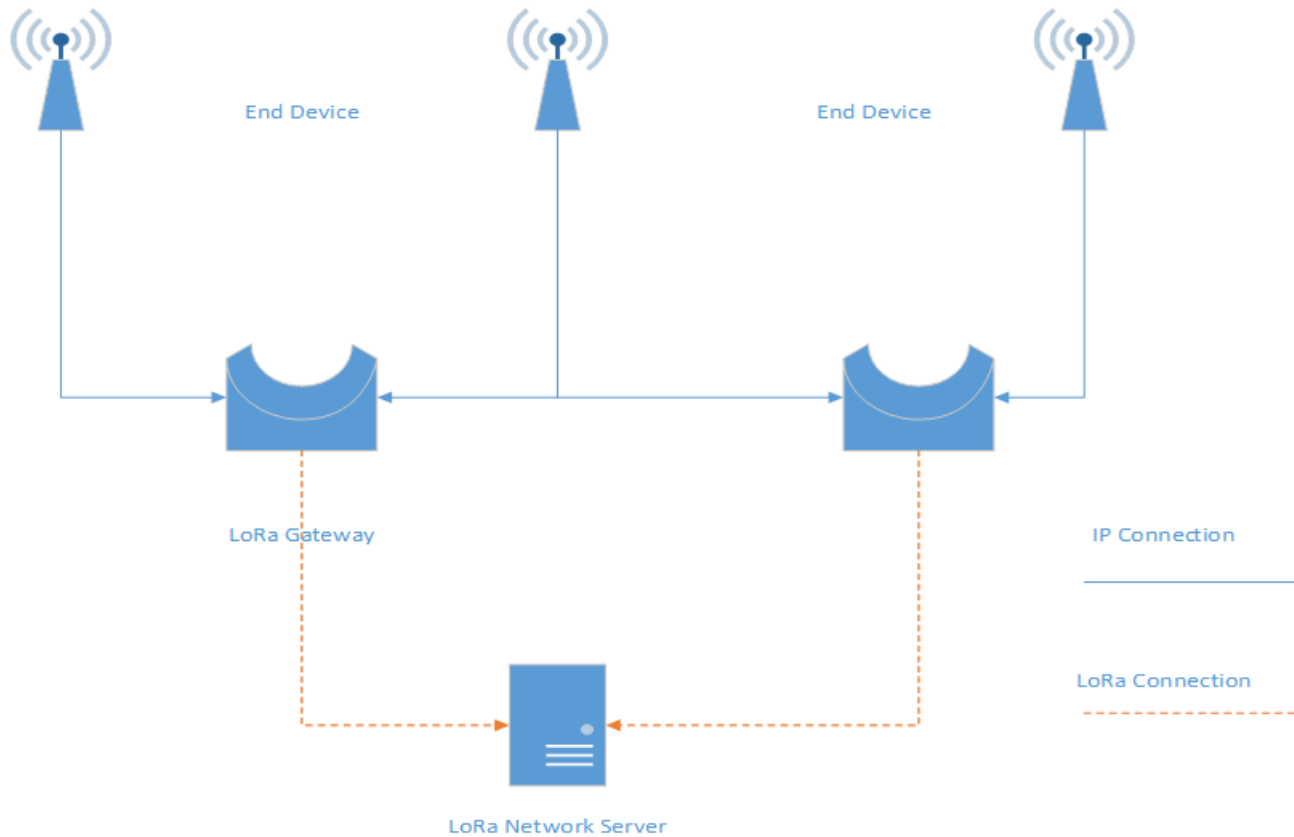 End Device
End Device
LoRa Gateway
IP Connection
LoRa Connection
LoRa Network Server